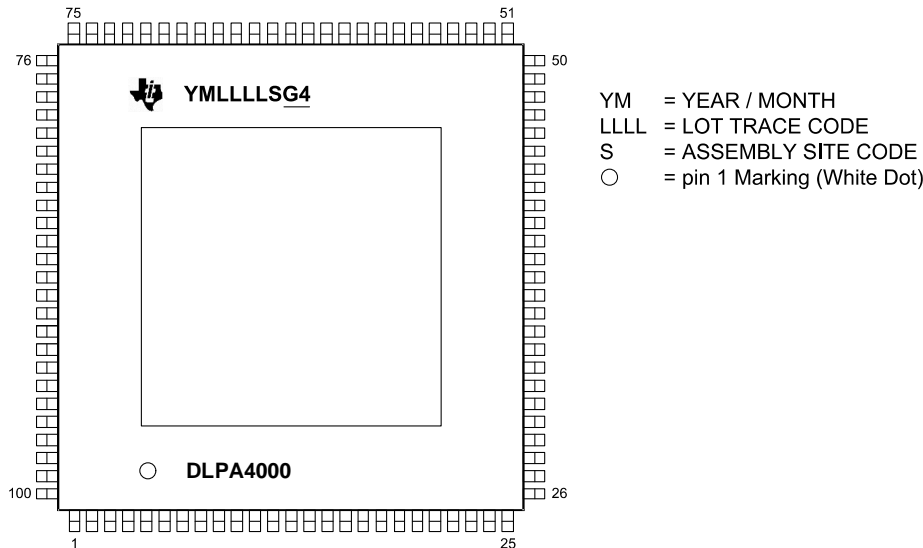 75 51
76 50
YMLLLLSG4
YM = YEAR / MONTH
LLLL = LOT TRACE CODE
S = ASSEMBLY SITE CODE
○ = pin 1 Marking (White Dot)
DLPA4000
100 26
1 25